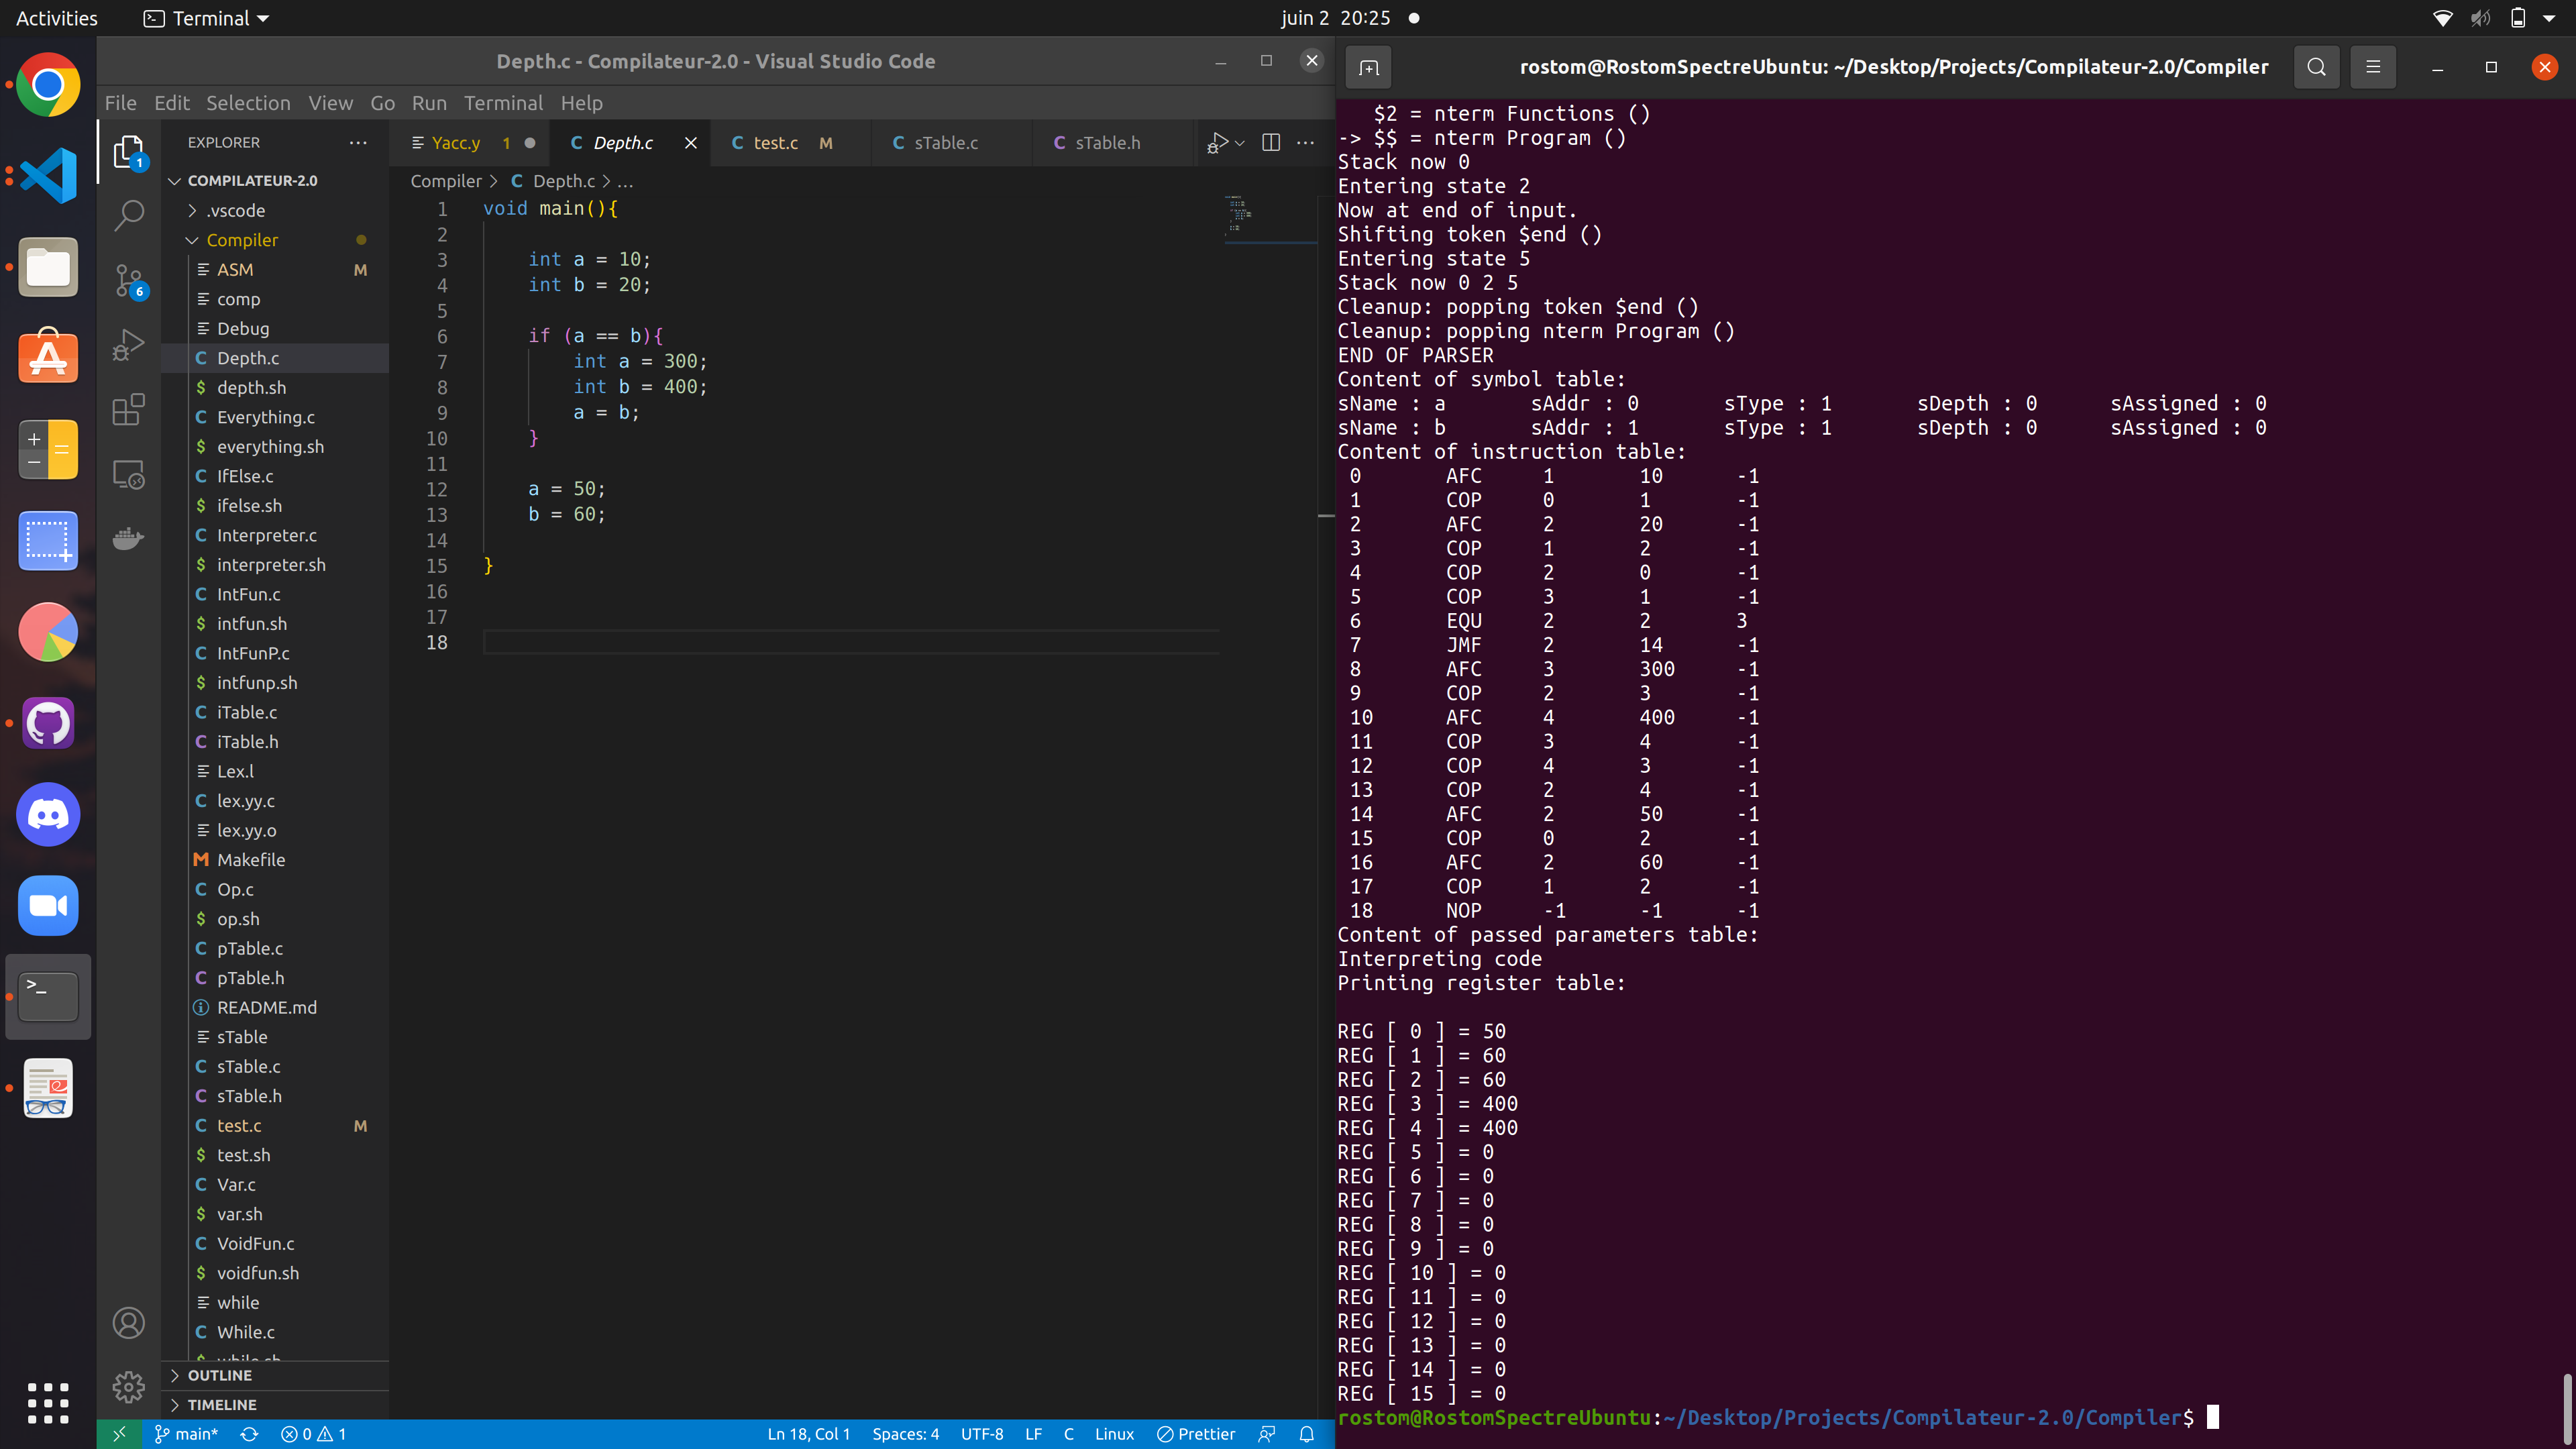 Activities
Terminal
juin 2 20:25
Depth.c - Compilateur-2.0 - Visual Studio Code
File Edit Selection View Go Run Terminal Help
EXPLORER
COMPILATEUR-2.0
.vscode
Compiler
ASM M
comp
Debug
C Depth.c
$ depth.sh
C Everything.c
$ everything.sh
C IfElse.c
$ ifelse.sh
C Interpreter.c
$ interpreter.sh
C IntFun.c
$ intfun.sh
C IntFunP.c
$ intfunp.sh
C iTable.c
C iTable.h
Lex.l
C lex.yy.c
lex.yy.o
M Makefile
C Op.c
$ op.sh
C pTable.c
C pTable.h
README.md
sTable
C sTable.c
C sTable.h
C test.c M
$ test.sh
C Var.c
$ var.sh
C VoidFun.c
$ voidfun.sh
while
C While.c
$ while.sh
OUTLINE
TIMELINE
1
6
Yacc.y 1
C Depth.c
C test.c M
C sTable.c
C sTable.h
Compiler > C Depth.c > ...
1 void main(){
2
3 int a = 10;
4 int b = 20;
5
6 if (a == b){
7 int a = 300;
8 int b = 400;
9 a = b;
10 }
11
12 a = 50;
13 b = 60;
14
15 }
16
17
18
main* 0 1
Ln 18, Col 1 Spaces: 4 UTF-8 LF C Linux Prettier
rostom@RostomSpectreUbuntu: ~/Desktop/Projects/Compilateur-2.0/Compiler
$2 = nterm Functions ()
-> $$ = nterm Program ()
Stack now 0
Entering state 2
Now at end of input.
Shifting token $end ()
Entering state 5
Stack now 0 2 5
Cleanup: popping token $end ()
Cleanup: popping nterm Program ()
END OF PARSER
Content of symbol table:
sName : a sAddr : 0 sType : 1 sDepth : 0 sAssigned : 0
sName : b sAddr : 1 sType : 1 sDepth : 0 sAssigned : 0
Content of instruction table:
0 AFC 1 10 -1
1 COP 0 1 -1
2 AFC 2 20 -1
3 COP 1 2 -1
4 COP 2 0 -1
5 COP 3 1 -1
6 EQU 2 2 3
7 JMF 2 14 -1
8 AFC 3 300 -1
9 COP 2 3 -1
10 AFC 4 400 -1
11 COP 3 4 -1
12 COP 4 3 -1
13 COP 2 4 -1
14 AFC 2 50 -1
15 COP 0 2 -1
16 AFC 2 60 -1
17 COP 1 2 -1
18 NOP -1 -1 -1
Content of passed parameters table:
Interpreting code
Printing register table:
REG [ 0 ] = 50
REG [ 1 ] = 60
REG [ 2 ] = 60
REG [ 3 ] = 400
REG [ 4 ] = 400
REG [ 5 ] = 0
REG [ 6 ] = 0
REG [ 7 ] = 0
REG [ 8 ] = 0
REG [ 9 ] = 0
REG [ 10 ] = 0
REG [ 11 ] = 0
REG [ 12 ] = 0
REG [ 13 ] = 0
REG [ 14 ] = 0
REG [ 15 ] = 0
rostom@RostomSpectreUbuntu:~/Desktop/Projects/Compilateur-2.0/Compiler$